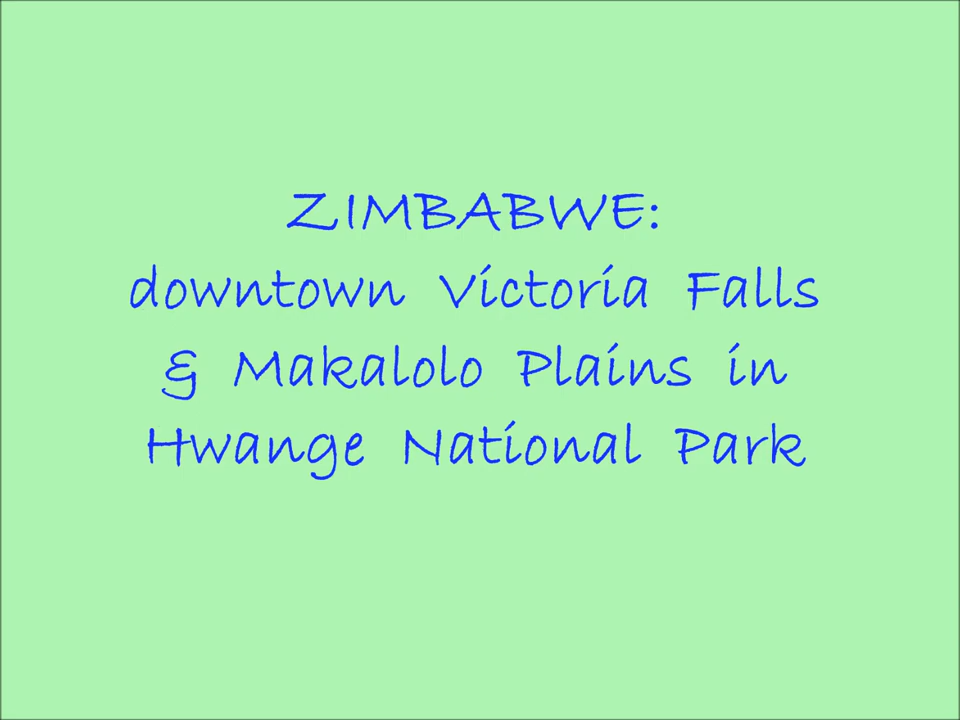 ZIMBABWE:
downtown Victoria Falls
& Makalolo Plains in
Hwange National Park